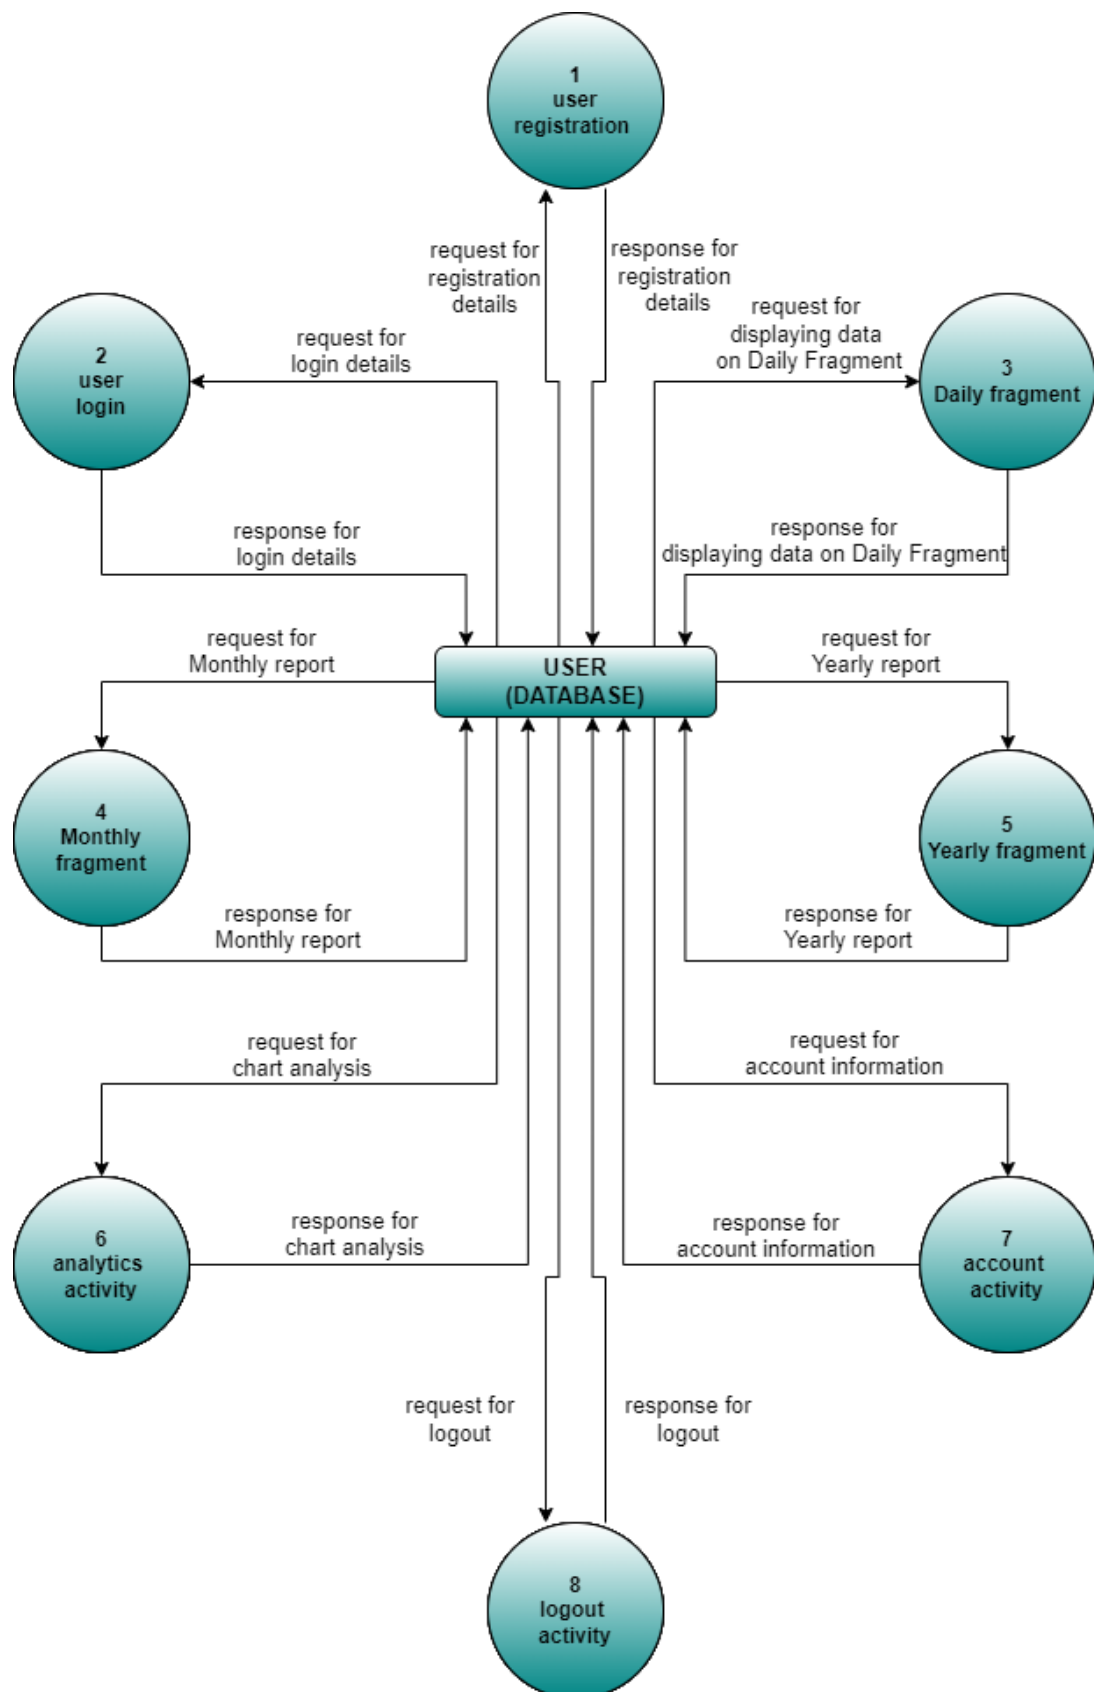 1
user
registration
request for
registration
details
response for
registration
details
request for
displaying data
on Daily Fragment
request for
login details
2
user
login
3
Daily fragment
response for
login details
response for
displaying data on Daily Fragment
request for
Monthly report
USER
(DATABASE)
request for
Yearly report
4
Monthly
fragment
5
Yearly fragment
response for
Monthly report
response for
Yearly report
request for
chart analysis
request for
account information
6
analytics
activity
response for
chart analysis
response for
account information
7
account
activity
request for
logout
response for
logout
8
logout
activity